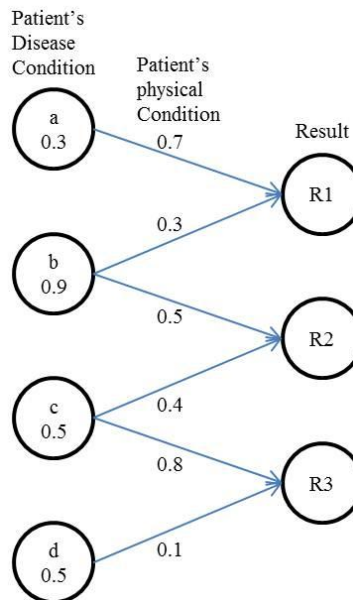 Patient's
Disease
Condition
Patient's
physical
Condition
Result
a
0.3
0.7
R1
0.3
b
0.9
0.5
R2
0.4
c
0.5
0.8
R3
0.1
d
0.5